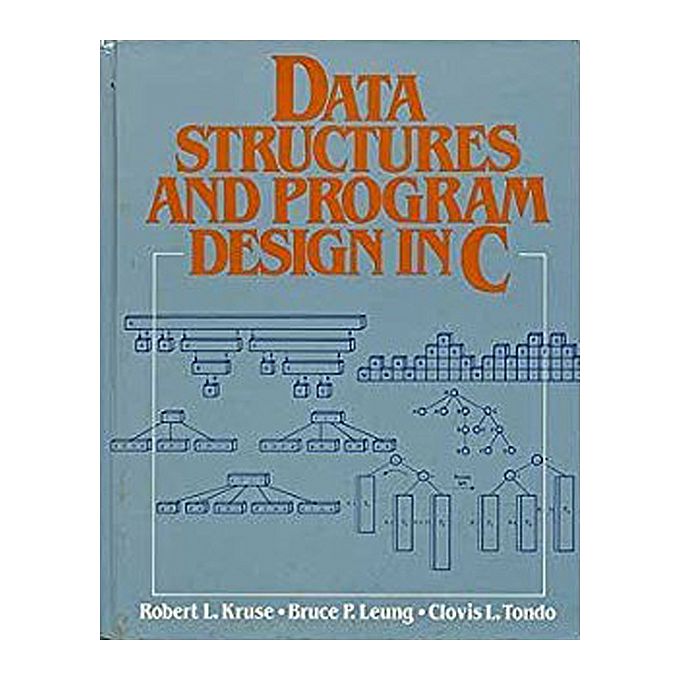 DATA
STRUCTURES
AND PROGRAM
DESIGN IN C
Robert L. Kruse • Bruce P. Leung • Clovis L. Tondo